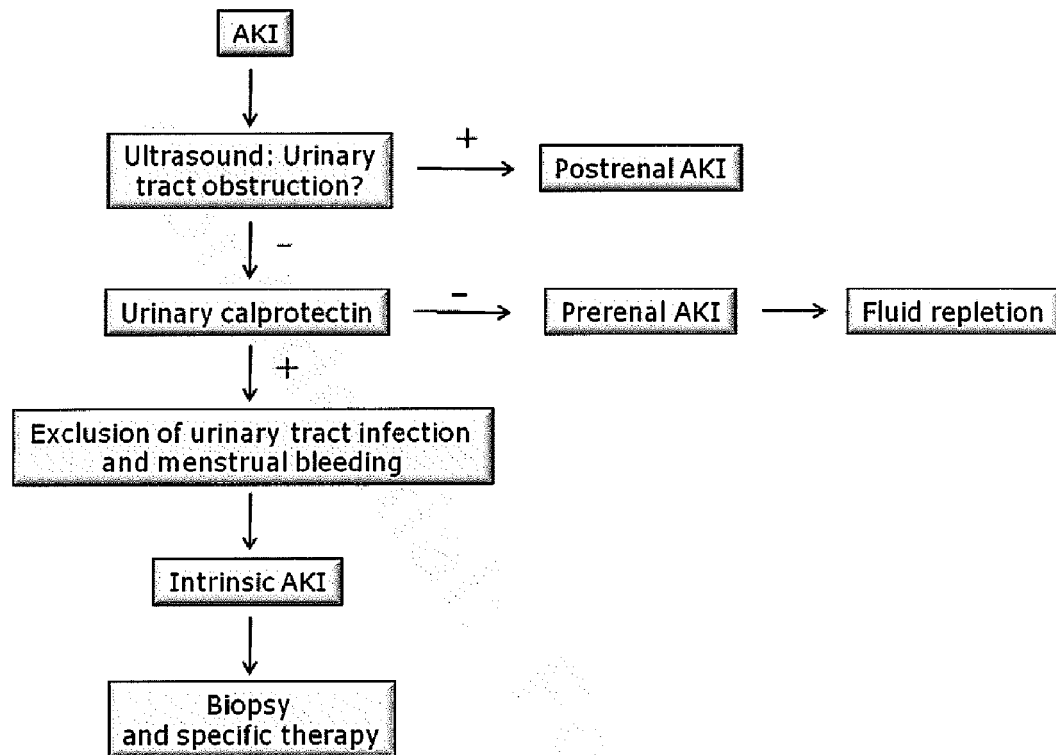 AKI
Ultrasound: Urinary
tract obstruction?
+
Postrenal AKI
–
Urinary calprotectin
–
Prerenal AKI
Fluid repletion
+
Exclusion of urinary tract infection
and menstrual bleeding
Intrinsic AKI
Biopsy
and specific therapy